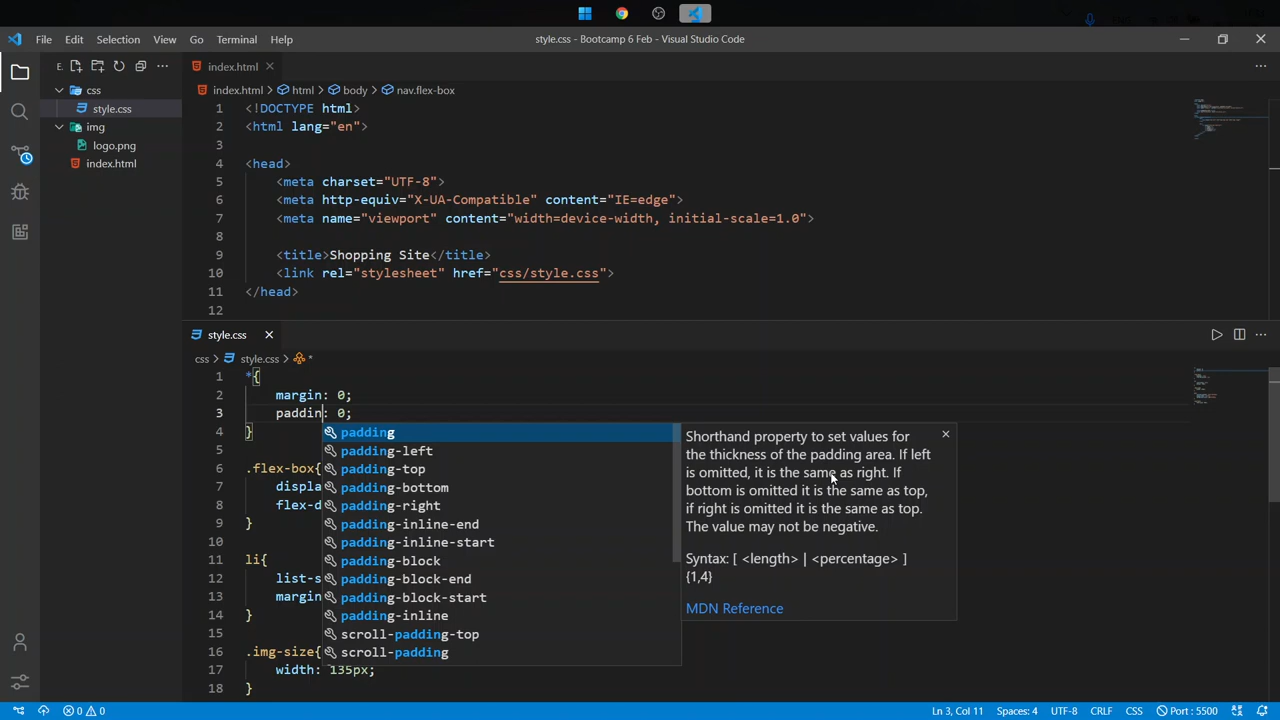 File Edit Selection View Go Terminal Help
style.css - Bootcamp 6 Feb - Visual Studio Code
E.
css
style.css
img
logo.png
index.html
index.html
index.html > html > body > nav.flex-box
1 <!DOCTYPE html>
2 <html lang="en">
3
4 <head>
5 <meta charset="UTF-8">
6 <meta http-equiv="X-UA-Compatible" content="IE=edge">
7 <meta name="viewport" content="width=device-width, initial-scale=1.0">
8
9 <title>Shopping Site</title>
10 <link rel="stylesheet" href="css/style.css">
11 </head>
12
style.css
css > style.css > *
1 *{
2 margin: 0;
3 paddin: 0;
4 }
5
6 .flex-box{
7 displa
8 flex-d
9 }
10
11 li{
12 list-s
13 margin
14 }
15
16 .img-size{
17 width: 135px;
18 }
padding
padding-left
padding-top
padding-bottom
padding-right
padding-inline-end
padding-inline-start
padding-block
padding-block-end
padding-block-start
padding-inline
scroll-padding-top
scroll-padding
Shorthand property to set values for
the thickness of the padding area. If left
is omitted, it is the same as right. If
bottom is omitted it is the same as top,
if right is omitted it is the same as top.
The value may not be negative.
Syntax: [ <length> | <percentage> ]
{1,4}
MDN Reference
0 0
Ln 3, Col 11 Spaces: 4 UTF-8 CRLF CSS Port : 5500